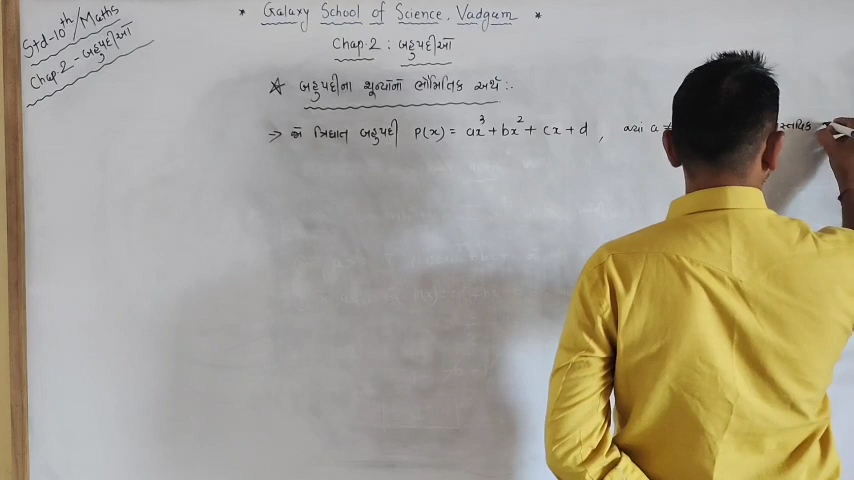 * Galaxy School of Science, Vadgam *
Std-10th/Maths
Chap. 2 - બહુપદીઓ
Chap. 2 : બહુપદીઓ
☆ બહુપદીના શૂન્યોનો ભૌમિતિક અર્થ :-
→ જો ત્રિઘાત બહુપદી P(x) = ax³ + bx² + cx + d , જ્યાં a ≠